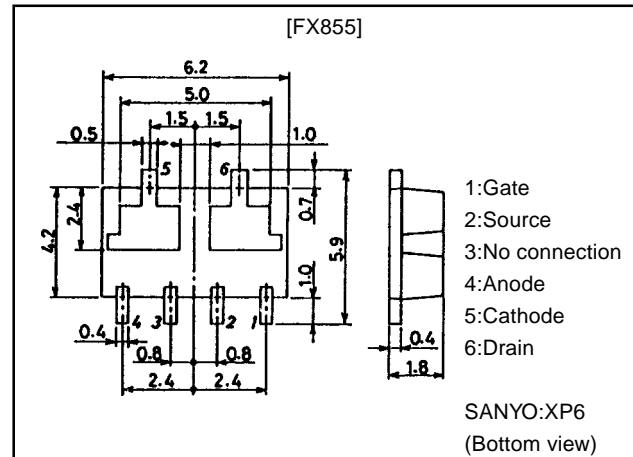 [FX855]
6.2
5.0
1.5 1.5
0.5 1.0
5 6
4.2
2.4
0.7
5.9
1.0
4 3 2 1
0.4
0.8 0.8
2.4 2.4
0.4
1.8
1:Gate
2:Source
3:No connection
4:Anode
5:Cathode
6:Drain
SANYO:XP6
(Bottom view)